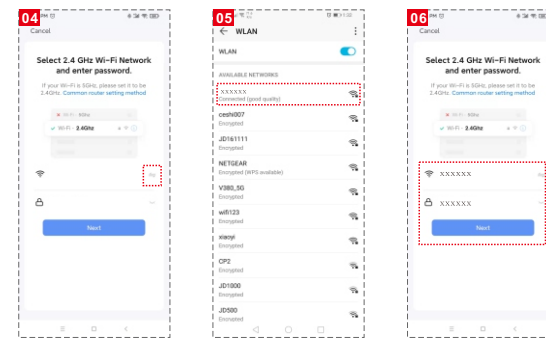 04
Cancel
Select 2.4 GHz Wi-Fi Network
and enter password.
If your Wi-Fi is 5GHz, please set it to be
2.4GHz. Common router setting method
Wi-Fi - 5Ghz
Wi-Fi - 2.4Ghz
Next
05
WLAN
WLAN
AVAILABLE NETWORKS
XXXXXX
Connected (good quality)
ceshi007
Encrypted
JD161111
Encrypted
NETGEAR
Encrypted (WPS available)
V380_5G
Encrypted
wifi123
Encrypted
xiaoyi
Encrypted
CP2
Encrypted
JD1000
Encrypted
JD500
Encrypted
06
Cancel
Select 2.4 GHz Wi-Fi Network
and enter password.
If your Wi-Fi is 5GHz, please set it to be
2.4GHz. Common router setting method
Wi-Fi - 5Ghz
Wi-Fi - 2.4Ghz
XXXXXX
XXXXXX
Next